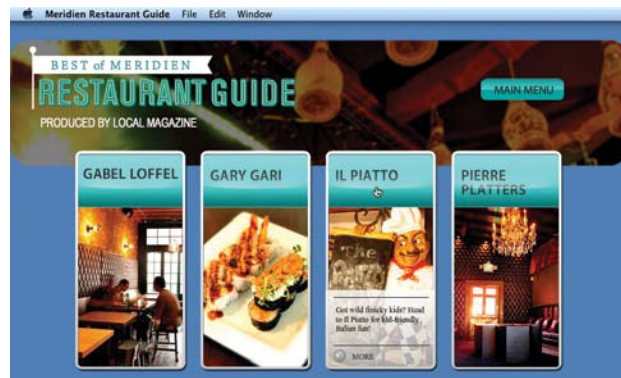 Meridien Restaurant Guide File Edit Window
BEST of MERIDIEN
RESTAURANT GUIDE
PRODUCED BY LOCAL MAGAZINE
MAIN MENU
GABEL LOFFEL
GARY GARI
IL PIATTO
PIERRE
PLATTERS
The
Got wild finicky kids? Head
to Il Piatto for kid-friendly
Italian fun!
MORE